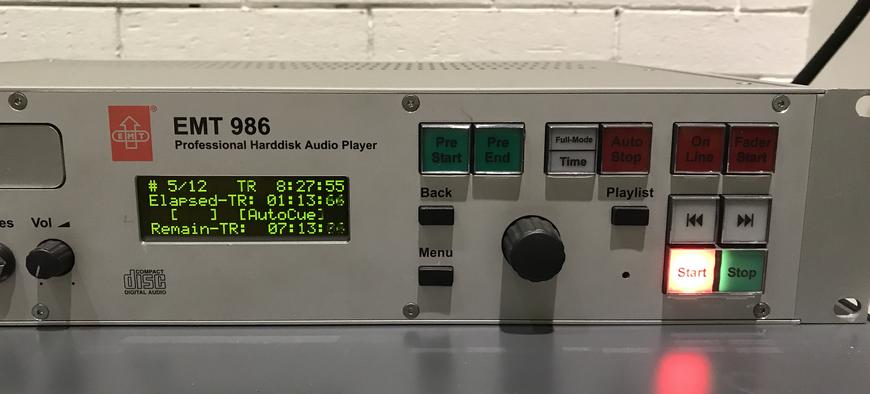 EMT
®
EMT 986
Professional Harddisk Audio Player
# 5/12 TR 8:27:55
Elapsed-TR: 01:13:
[ ] [AutoCue]
Remain-TR: 07:13:
es Vol
COMPACT
disc
DIGITAL AUDIO
Pre Start
Pre End
Full-Mode
Time
Auto Stop
On Line
Fader Start
Back
Playlist
Menu
Start
Stop